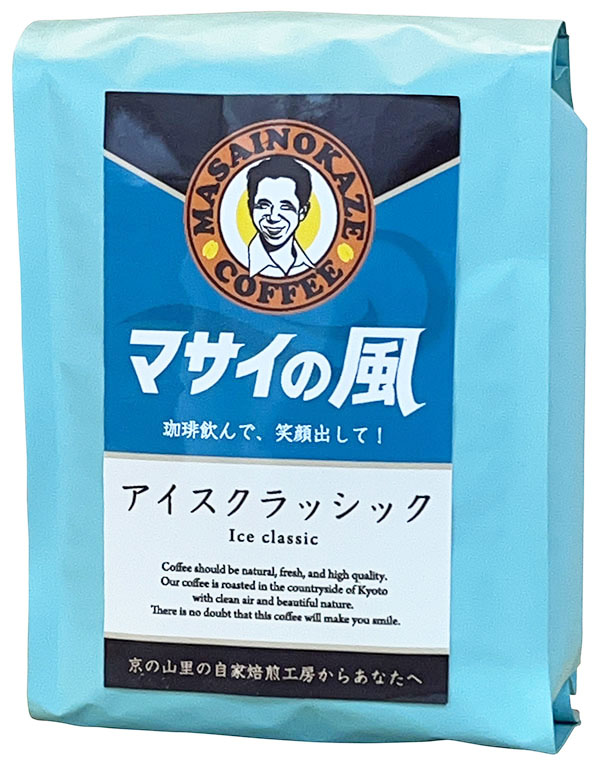 MASAINOKAZE
COFFEE
マサイの風
珈琲飲んで、笑顔出して!
アイスクラッシック
Ice classic
Coffee should be natural, fresh, and high quality.
Our coffee is roasted in the countryside of Kyoto
with clean air and beautiful nature.
There is no doubt that this coffee will make you smile.
京の山里の自家焙煎工房からあなたへ